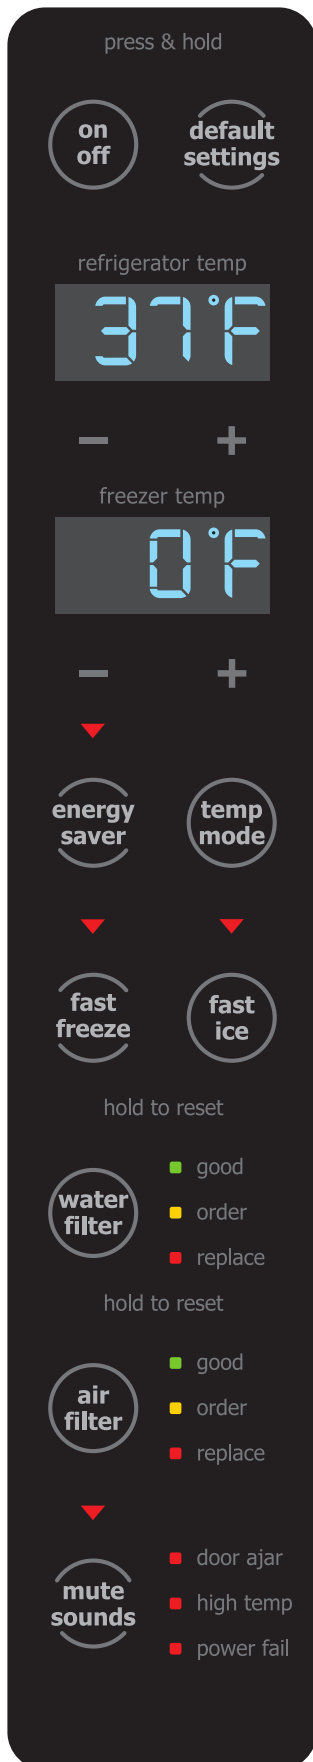 press & hold
on
off
default
settings
refrigerator temp
37°F
− +
freezer temp
0°F
− +
energy
saver
temp
mode
fast
freeze
fast
ice
hold to reset
water
filter
good
order
replace
hold to reset
air
filter
good
order
replace
mute
sounds
door ajar
high temp
power fail